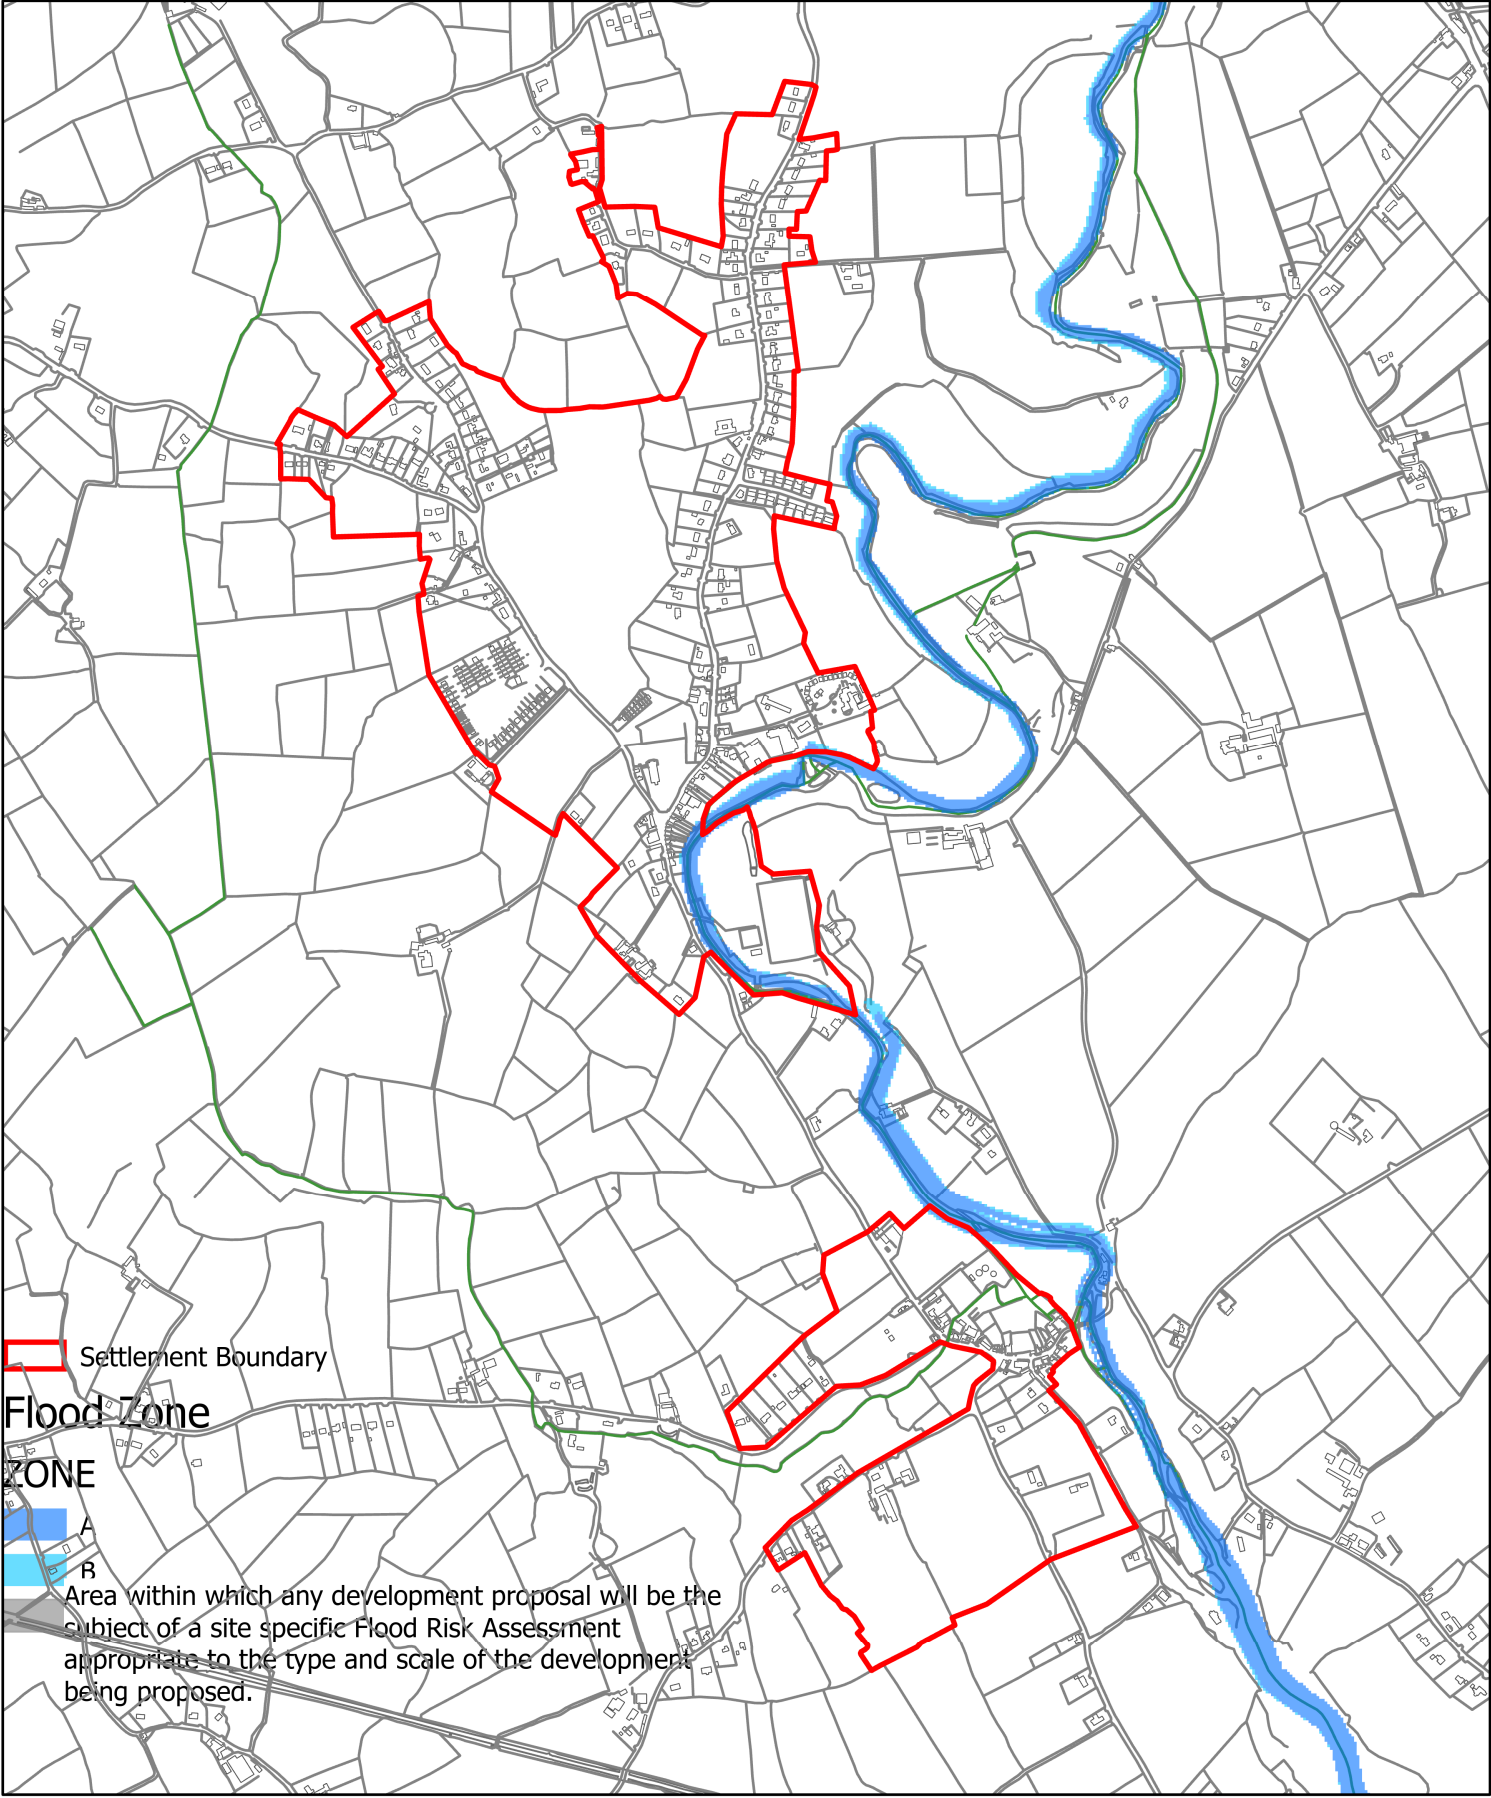 Settlement Boundary
Flood Zone
ZONE
A
B
Area within which any development proposal will be the
subject of a site specific Flood Risk Assessment
appropriate to the type and scale of the development
being proposed.